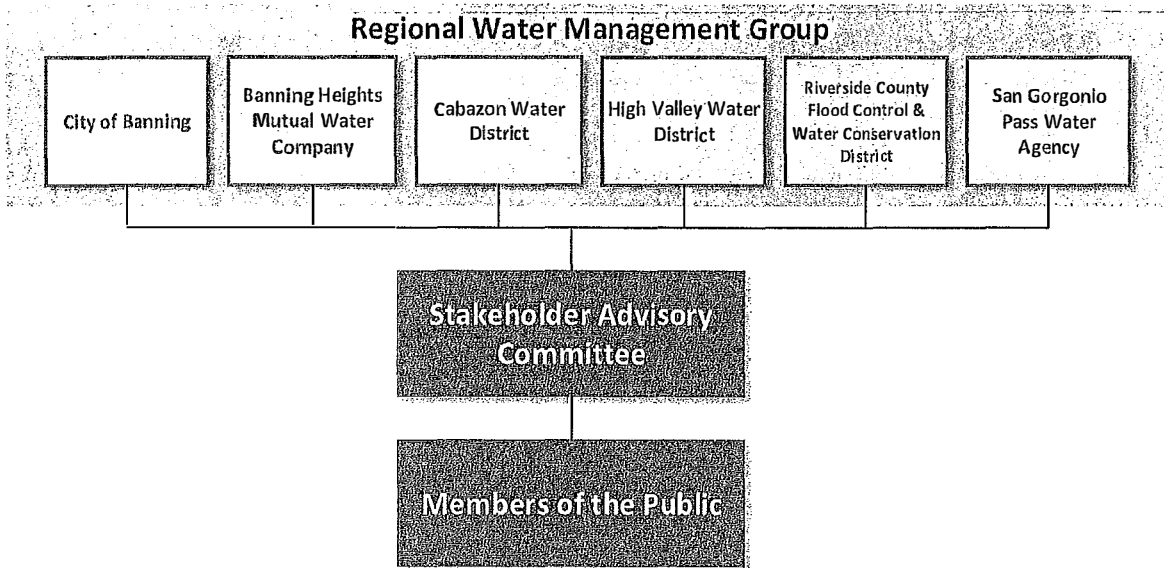 Regional Water Management Group
City of Banning
Banning Heights
Mutual Water
Company
Cabazon Water
District
High Valley Water
District
Riverside County
Flood Control &
Water Conservation
District
San Gorgonio
Pass Water
Agency
Stakeholder Advisory
Committee
Members of the Public